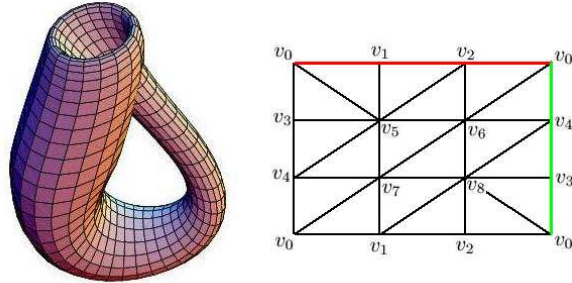 v₀ v₁ v₂ v₀
v₃ v₅ v₆ v₄
v₄ v₇ v₈ v₃
v₀ v₁ v₂ v₀